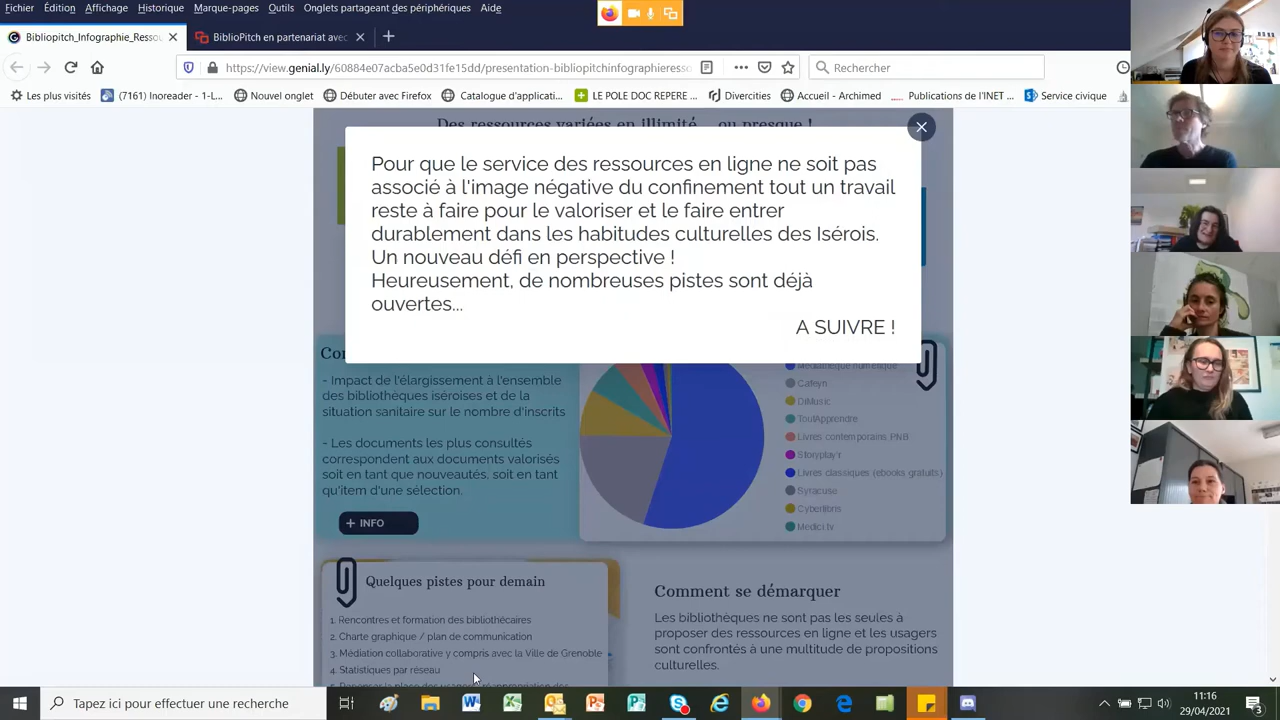 Fichier Édition Affichage Historique Marque-pages Outils Onglets partageant des périphériques Aide
Bibliopitch_Infographie_Ressou
BiblioPitch en partenariat avec
https://view.genial.ly/60884e07acba5e0d31fe15dd/presentation-bibliopitchinfographieresso
Rechercher
Les plus visités
(7161) Inoreader - 1-L...
Nouvel onglet
Débuter avec Firefox
Catalogue d'applicati...
LE POLE DOC REPERE ...
Divercities
Accueil - Archimed
Publications de l'INET ...
Service civique
Des ressources variées en illimité ... ou presque !
Pour que le service des ressources en ligne ne soit pas
associé à l'image négative du confinement tout un travail
reste à faire pour le valoriser et le faire entrer
durablement dans les habitudes culturelles des Isérois.
Un nouveau défi en perspective !
Heureusement, de nombreuses pistes sont déjà
ouvertes...
A SUIVRE !
- Impact de l'élargissement à l'ensemble
des bibliothèques iséroises et de la
situation sanitaire sur le nombre d'inscrits
- Les documents les plus consultés
correspondent aux documents valorisés
soit en tant que nouveautés, soit en tant
qu'item d'une sélection.
+ INFO
Médiathèque numérique
Cafeyn
DiMusic
ToutApprendre
Livres contemporains PNB
Storyplay'r
Livres classiques (ebooks gratuits)
Syracuse
Cyberlibris
Medici.tv
Quelques pistes pour demain
1. Rencontres et formation des bibliothécaires
2. Charte graphique / plan de communication
3. Médiation collaborative y compris avec la Ville de Grenoble
4. Statistiques par réseau
Comment se démarquer
Les bibliothèques ne sont pas les seules à
proposer des ressources en ligne et les usagers
sont confrontés à une multitude de propositions
culturelles.
Tapez ici pour effectuer une recherche
11:16
29/04/2021
3